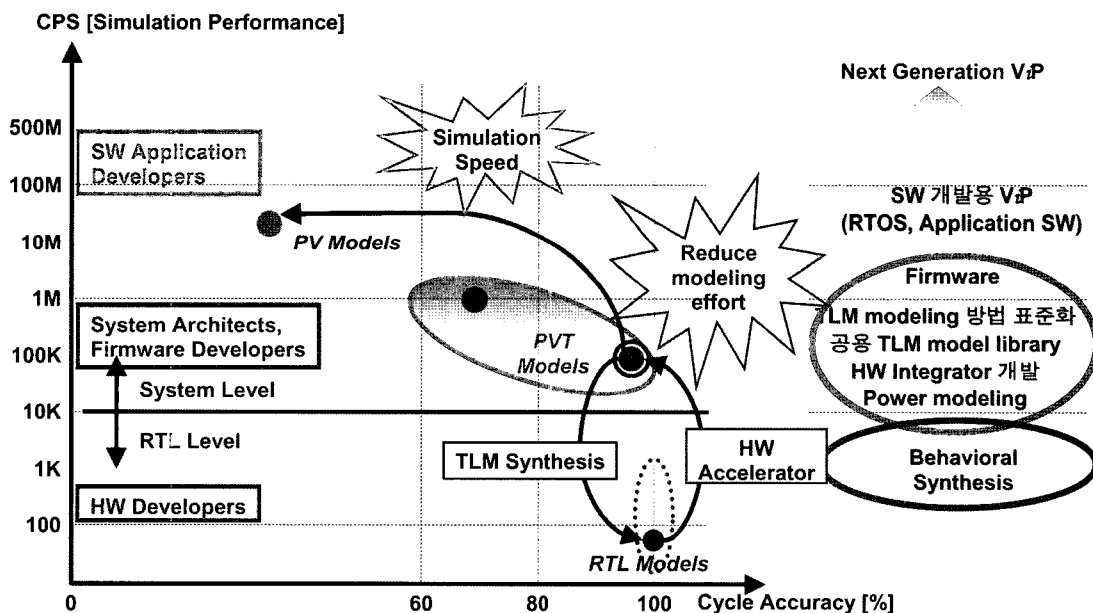 CPS [Simulation Performance]
Next Generation ViP
500M
SW Application
Developers
Simulation
Speed
100M
SW 개발용 ViP
(RTOS, Application SW)
10M
PV Models
Reduce
modeling
effort
Firmware
1M
System Architects,
Firmware Developers
LM modeling 방법 표준화
PVT
Models
100K
공용 TLM model library
HW Integrator 개발
Power modeling
System Level
10K
RTL Level
TLM Synthesis
HW
Accelerator
Behavioral
Synthesis
1K
HW Developers
100
RTL Models
0
60
80
100
Cycle Accuracy [%]